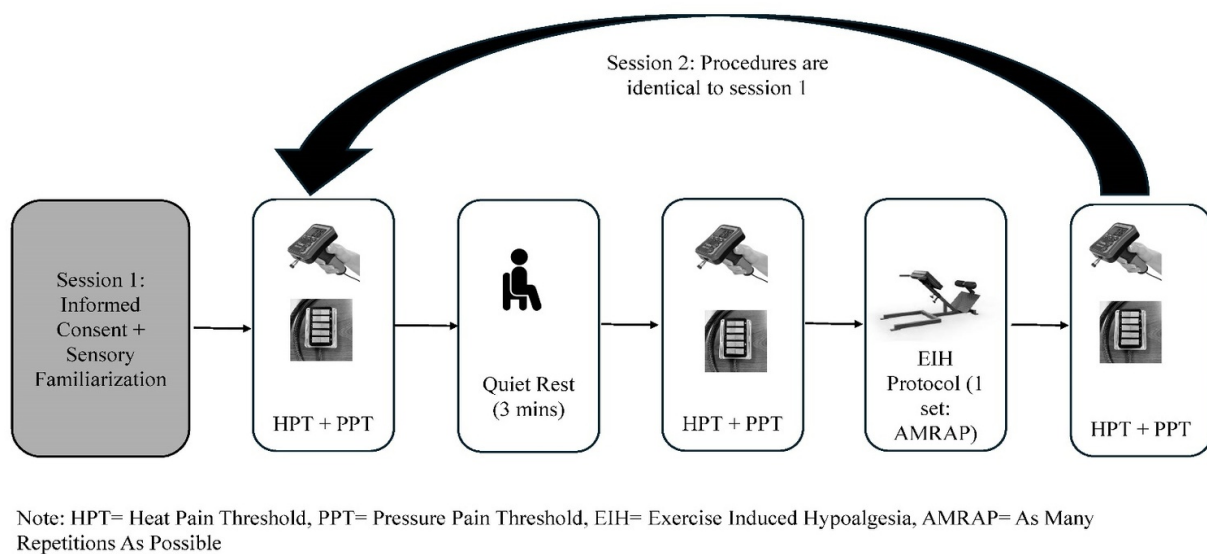 Session 2: Procedures are
identical to session 1
Session 1:
Informed
Consent +
Sensory
Familiarization
HPT + PPT
Quiet Rest
(3 mins)
HPT + PPT
EIH
Protocol (1
set:
AMRAP)
HPT + PPT
Note: HPT= Heat Pain Threshold, PPT= Pressure Pain Threshold, EIH= Exercise Induced Hypoalgesia, AMRAP= As Many
Repetitions As Possible